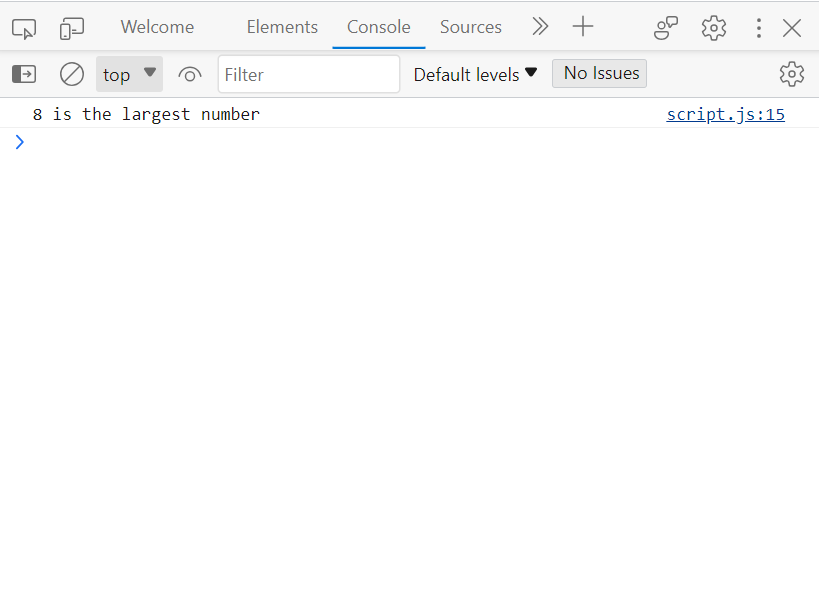 Welcome Elements Console Sources
top Filter Default levels No Issues
8 is the largest number script.js:15